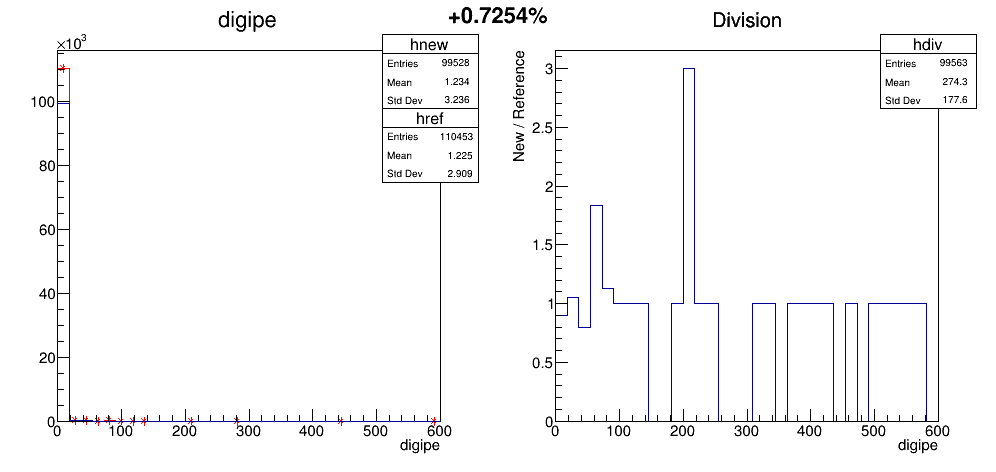 +0.7254%
digipe
×10³
hnew
Entries 99528
Mean 1.234
Std Dev 3.236
href
Entries 110453
Mean 1.225
Std Dev 2.909
100
80
60
40
20
0
0 100 200 300 400 500 600
digipe
Division
hdiv
Entries 99563
Mean 274.3
Std Dev 177.6
New / Reference
3
2.5
2
1.5
1
0.5
0
0 100 200 300 400 500 600
digipe